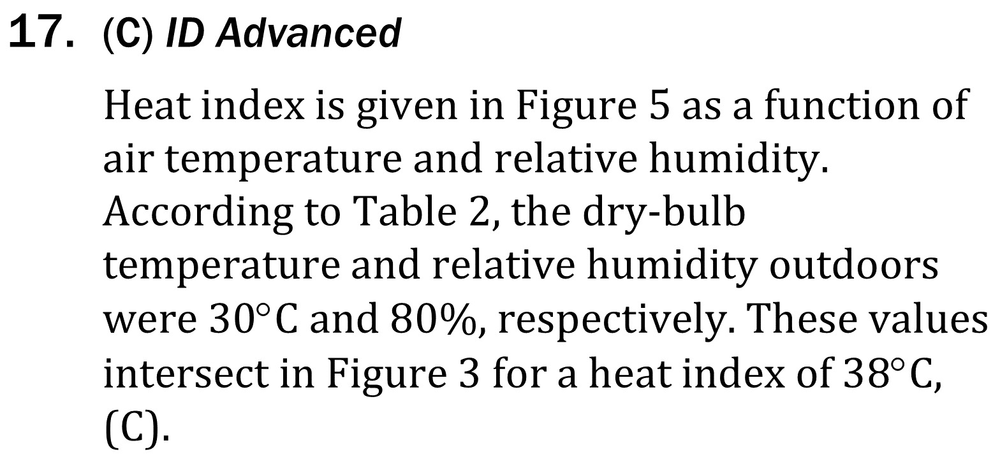 17. (C) ID Advanced
Heat index is given in Figure 5 as a function of
air temperature and relative humidity.
According to Table 2, the dry-bulb
temperature and relative humidity outdoors
were 30°C and 80%, respectively. These values
intersect in Figure 3 for a heat index of 38°C,
(C).